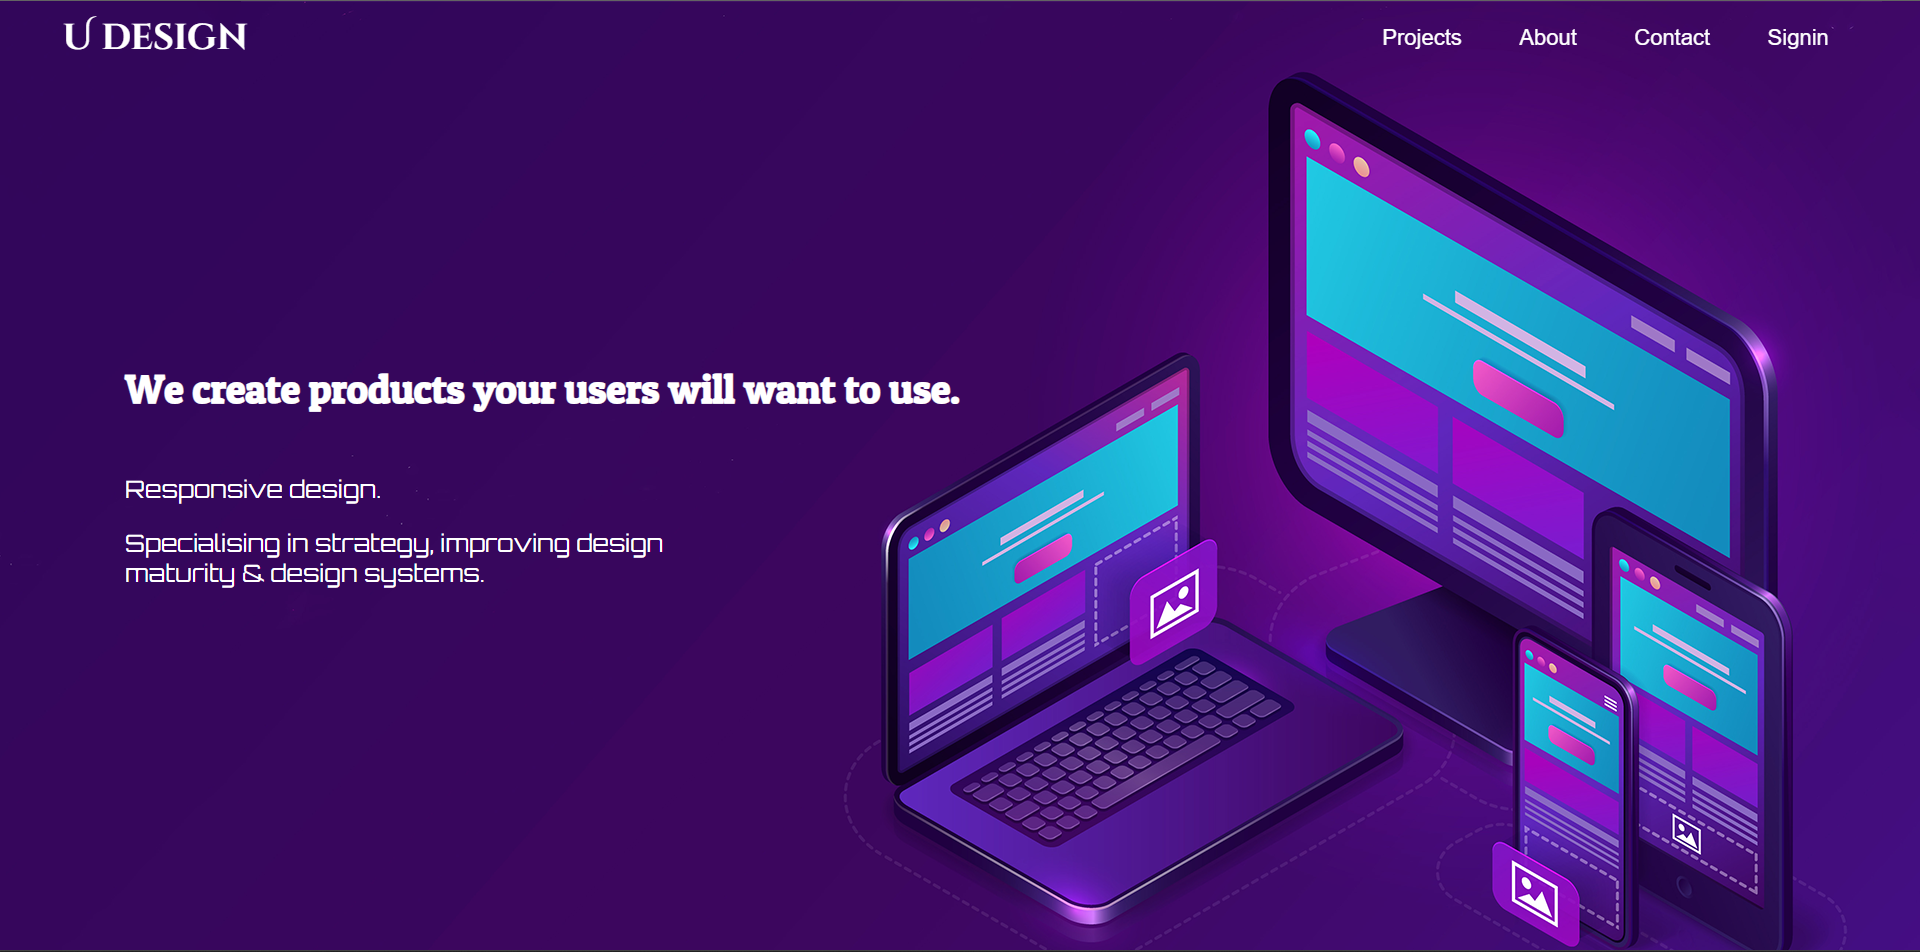 U DESIGN
Projects About Contact Signin
We create products your users will want to use.
Responsive design.
Specialising in strategy, improving design
maturity & design systems.